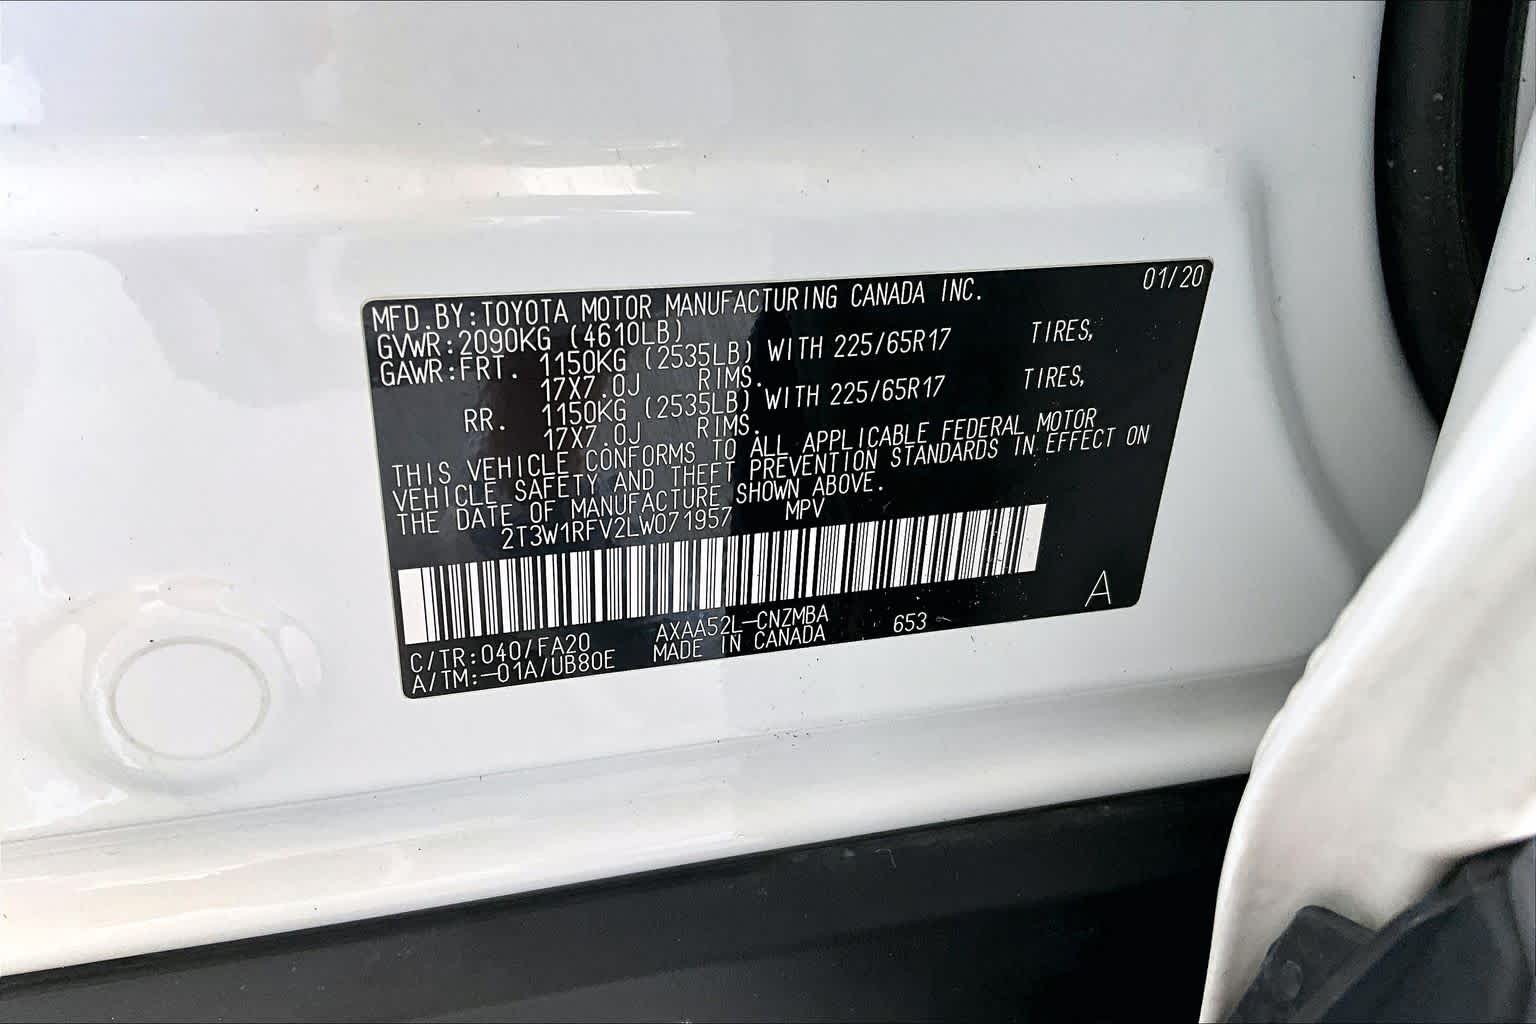 01/20
MFD.BY:TOYOTA MOTOR MANUFACTURING CANADA INC.
GVWR:2090KG (4610LB)
GAWR:FRT. 1150KG (2535LB) WITH 225/65R17 TIRES,
17X7.0J RIMS.
RR. 1150KG (2535LB) WITH 225/65R17 TIRES,
17X7.0J RIMS.
THIS VEHICLE CONFORMS TO ALL APPLICABLE FEDERAL MOTOR
VEHICLE SAFETY AND THEFT PREVENTION STANDARDS IN EFFECT ON
THE DATE OF MANUFACTURE SHOWN ABOVE.
2T3W1RFV2LW071957 MPV
C/TR:040/FA20 AXAA52L-CNZMBA 653 A
A/TM:-01A/UB80E MADE IN CANADA